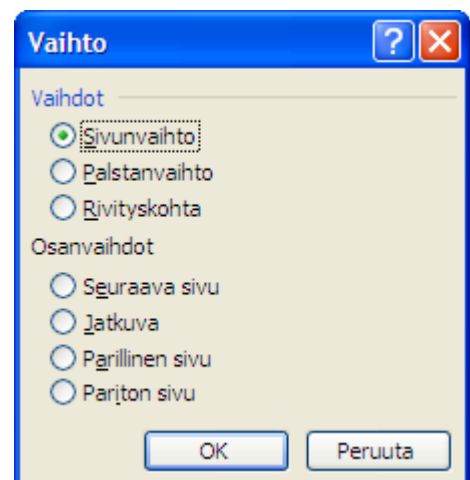 Vaihto
Vaihdot
Sivunvaihto
Palstanvaihto
Rivityskohta
Osanvaihdot
Seuraava sivu
Jatkuva
Parillinen sivu
Pariton sivu
OK Peruuta